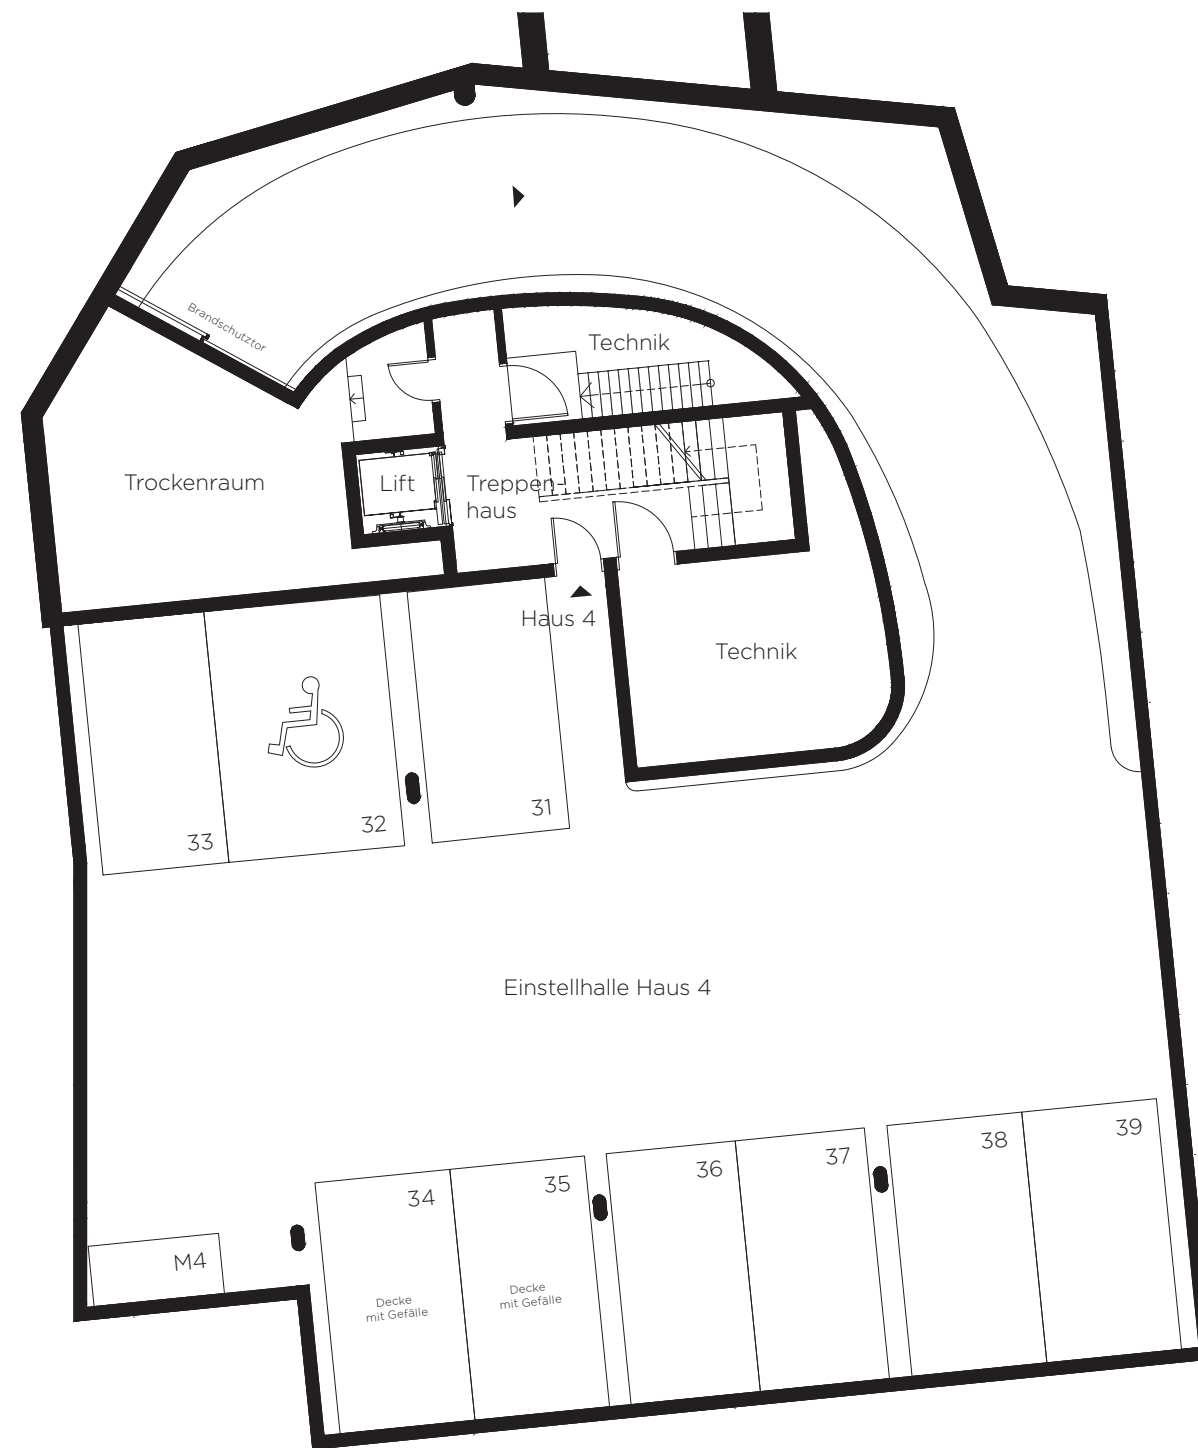 Brandschutztor
Technik
Trockenraum
Lift
Treppen-
haus
Haus 4
Technik
31
32
33
Einstellhalle Haus 4
39
38
37
36
35
34
M4
Decke
mit Gefälle
Decke
mit Gefälle